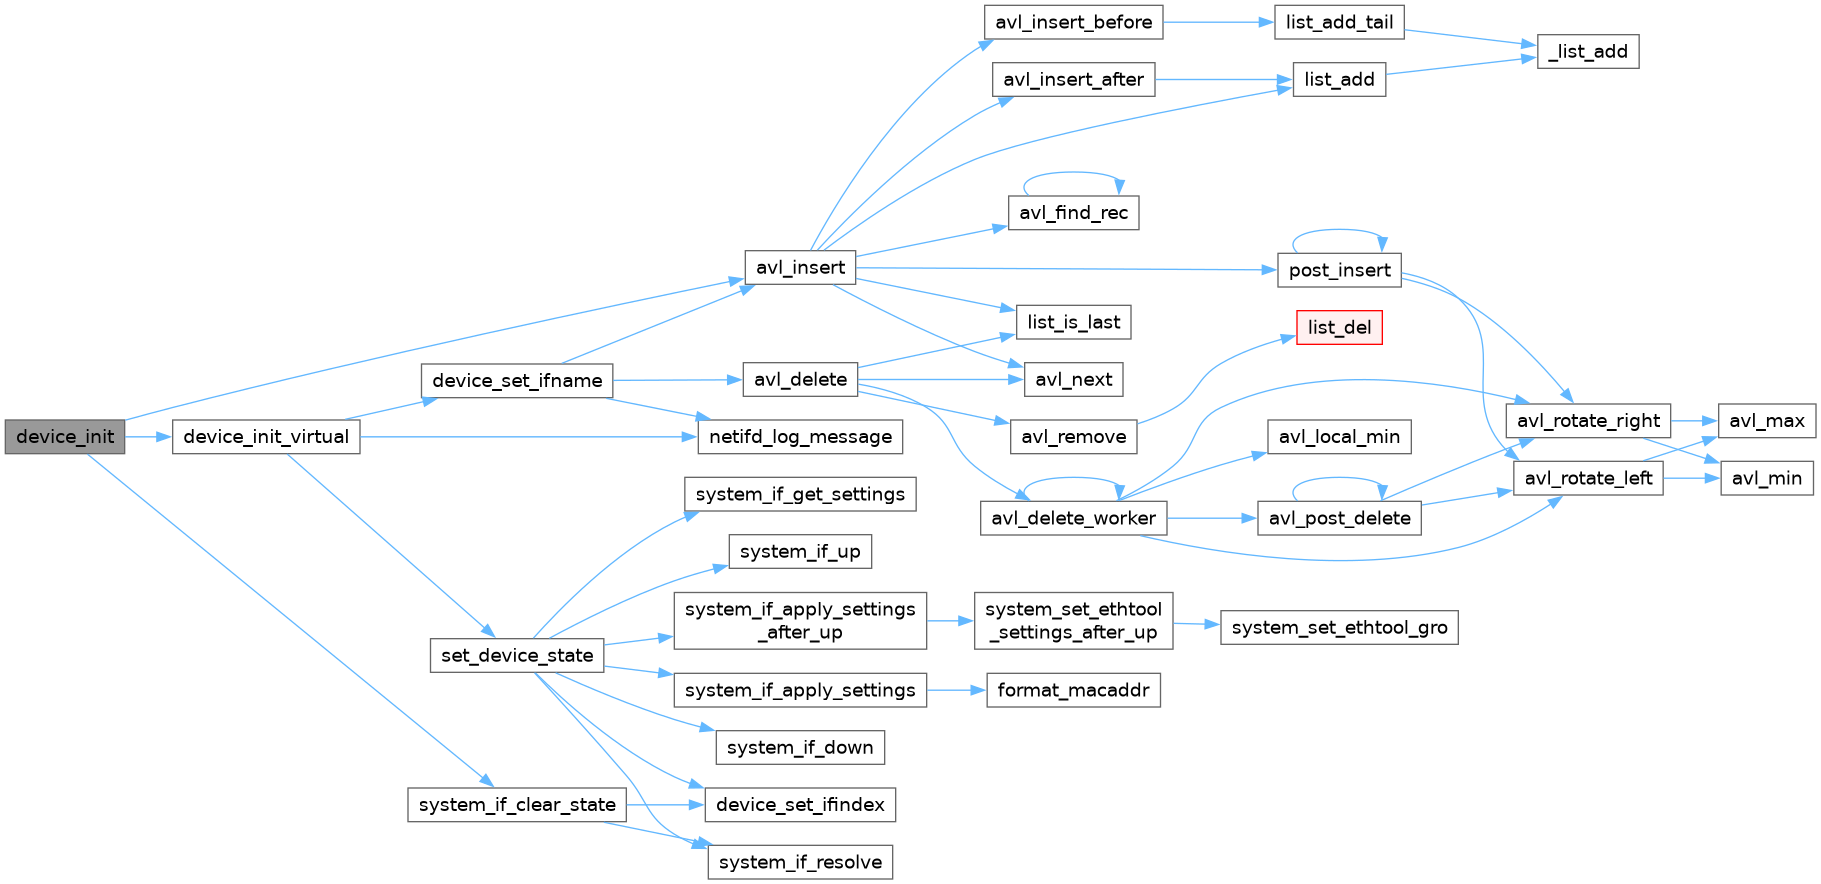 avl_insert_before
list_add_tail
_list_add
avl_insert_after
list_add
avl_find_rec
avl_insert
post_insert
list_is_last
list_del
device_set_ifname
avl_delete
avl_next
avl_rotate_right
avl_max
device_init
device_init_virtual
netifd_log_message
avl_remove
avl_local_min
avl_rotate_left
avl_min
system_if_get_settings
avl_delete_worker
avl_post_delete
system_if_up
system_if_apply_settings
_after_up
system_set_ethtool
_settings_after_up
system_set_ethtool_gro
set_device_state
system_if_apply_settings
format_macaddr
system_if_down
system_if_clear_state
device_set_ifindex
system_if_resolve